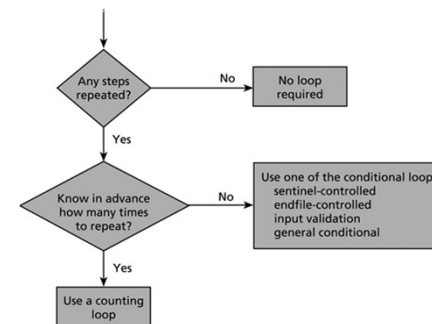 Any steps
repeated?
No
No loop
required
Yes
Know in advance
how many times
to repeat?
No
Use one of the conditional loop
sentinel-controlled
endfile-controlled
input validation
general conditional
Yes
Use a counting
loop